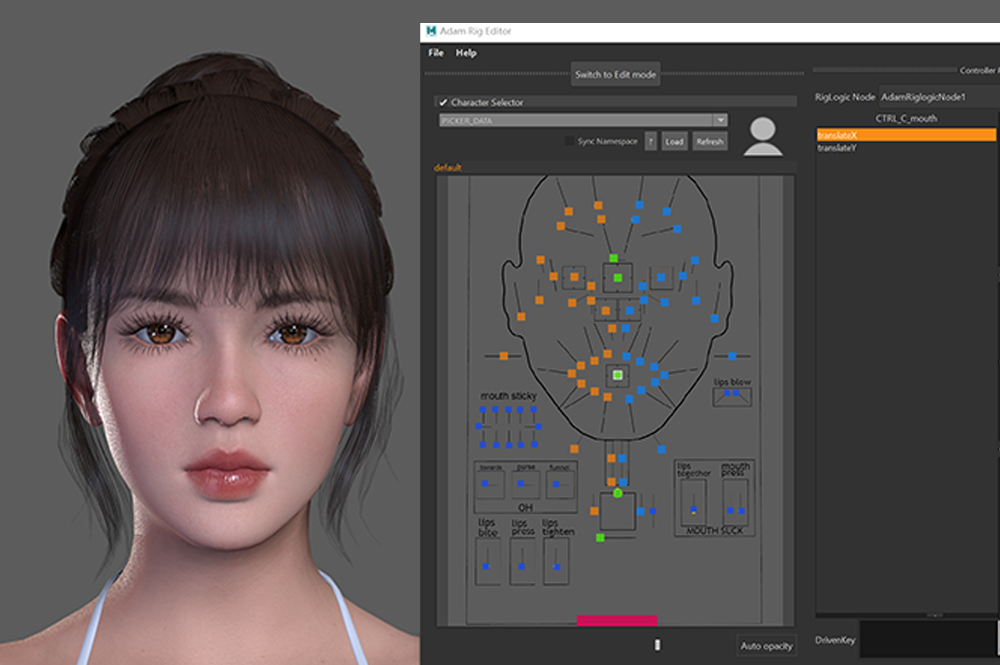 Adam Rig Editor
File Help
Switch to Edit mode
Controller
Character Selector
RigLogic Node AdamRiglogicNode1
PICKER_DATA
CTRL_C_mouth
translateX
translateY
Sync Namespace ? Load Refresh
default
lips blow
mouth sticky
towards purse funnel
OH
lips together
mouth press
MOUTH SUCK
lips bite
lips press
lips tighten
DrivenKey
Auto opacity